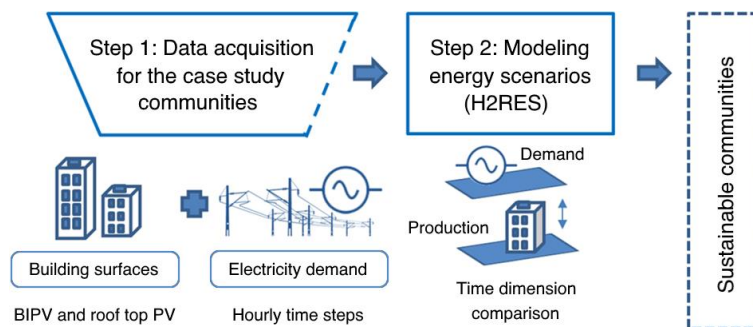 Step 1: Data acquisition
for the case study
communities
Step 2: Modeling
energy scenarios
(H2RES)
Sustainable communities
Demand
Production
Building surfaces
Electricity demand
Time dimension
comparison
BIPV and roof top PV
Hourly time steps